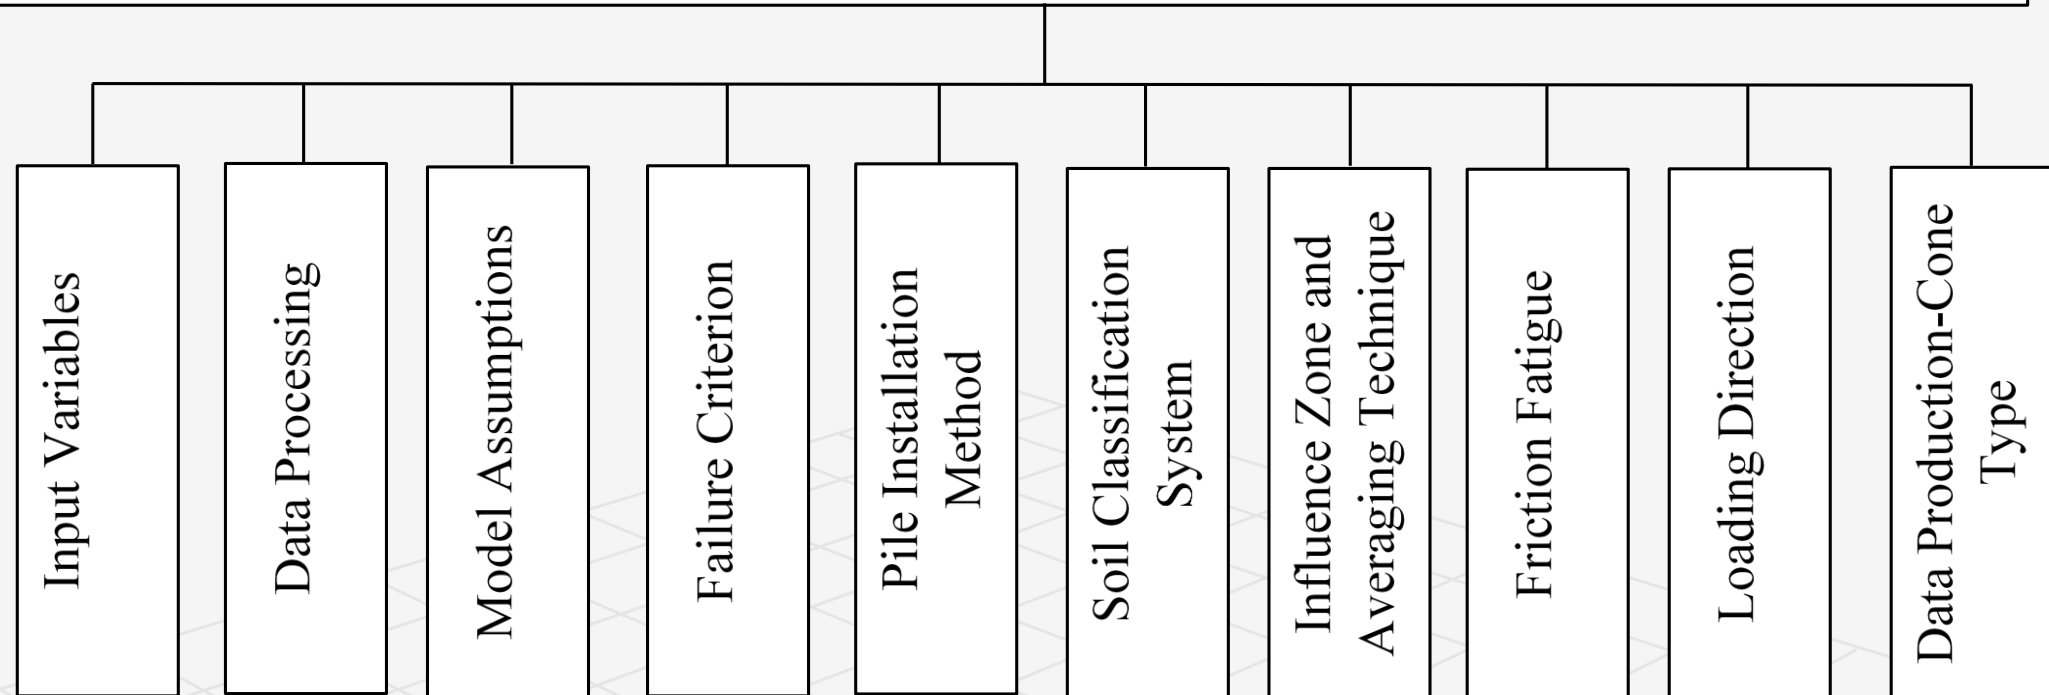 Input Variables
Data Processing
Model Assumptions
Failure Criterion
Pile Installation
Method
Soil Classification
System
Influence Zone and
Averaging Technique
Friction Fatigue
Loading Direction
Data Production-Cone
Type